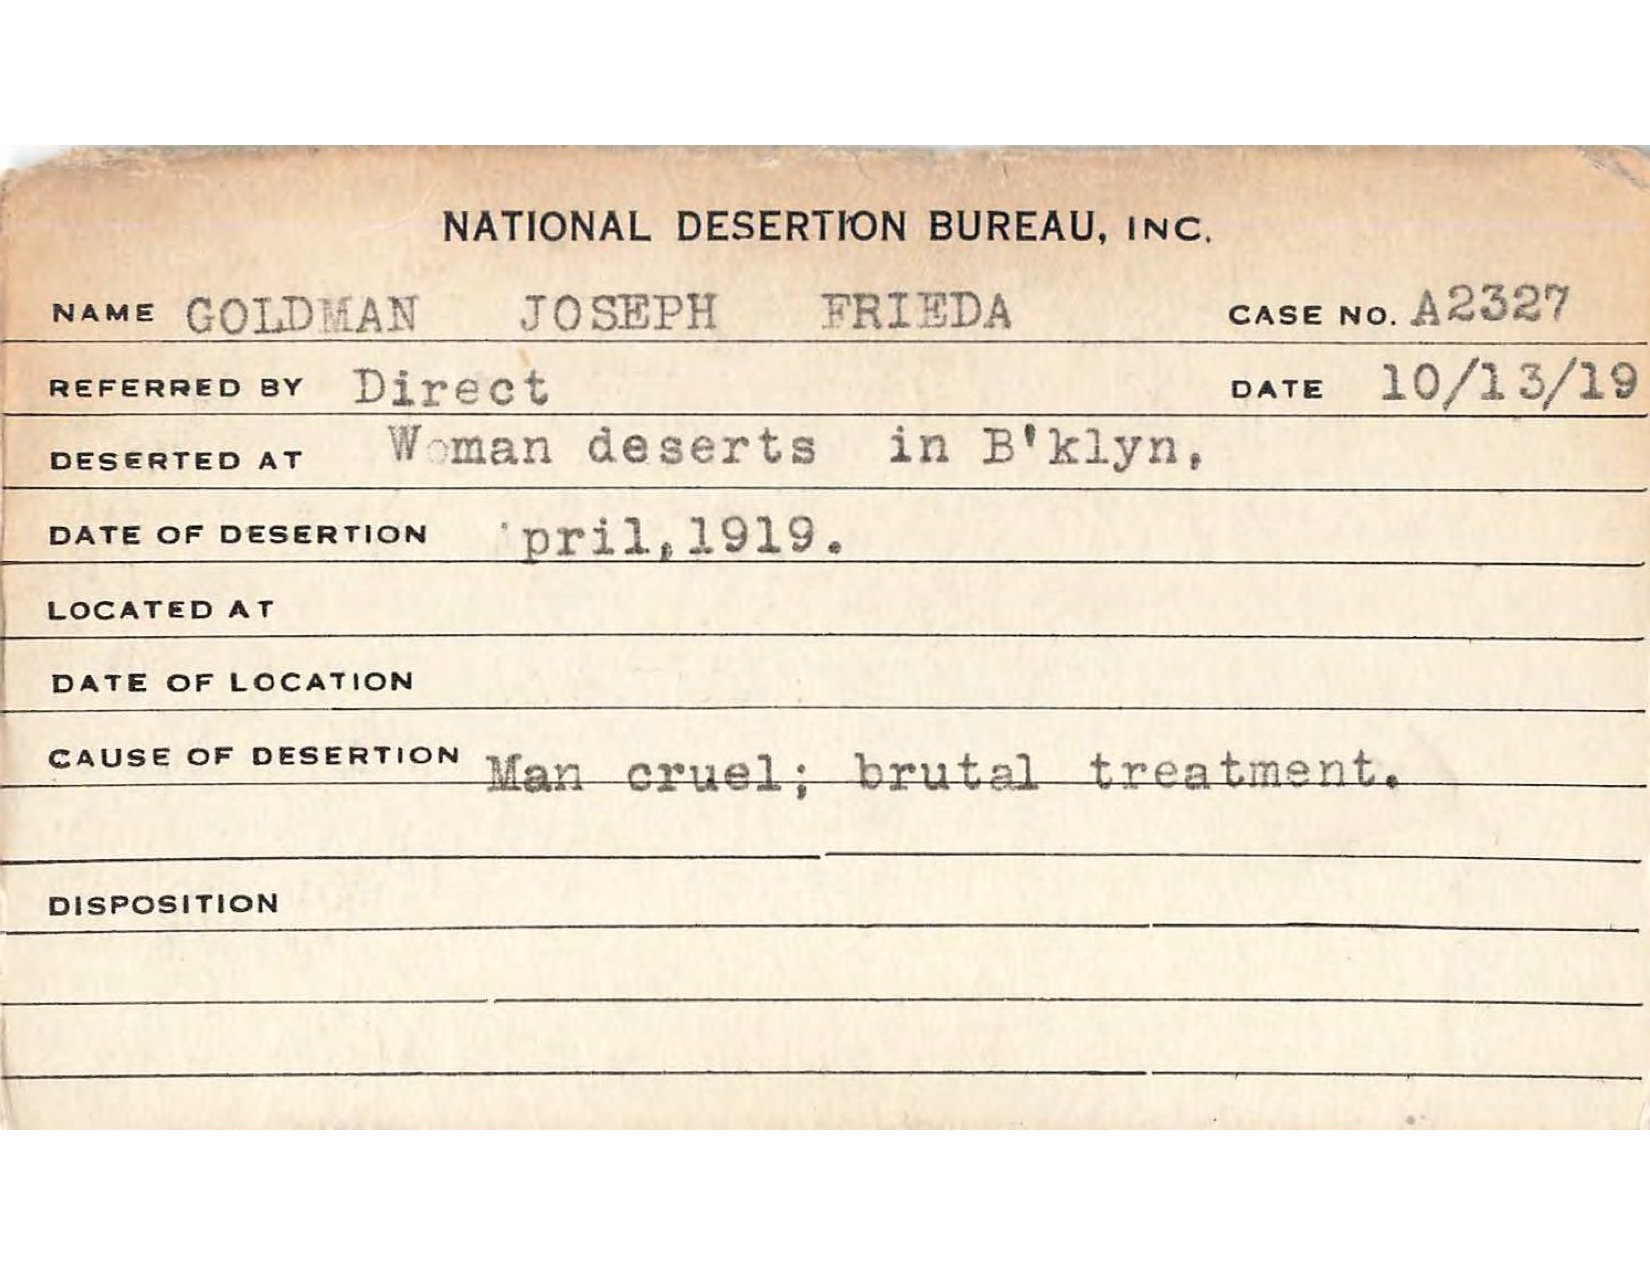 NATIONAL DESERTION BUREAU, INC.
NAME GOLDMAN JOSEPH FRIEDA CASE NO. A2327
REFERRED BY Direct DATE 10/13/19
DESERTED AT Woman deserts in B'klyn,
DATE OF DESERTION 'pril,1919.
LOCATED AT
DATE OF LOCATION
CAUSE OF DESERTION Man cruel; brutal treatment.
DISPOSITION